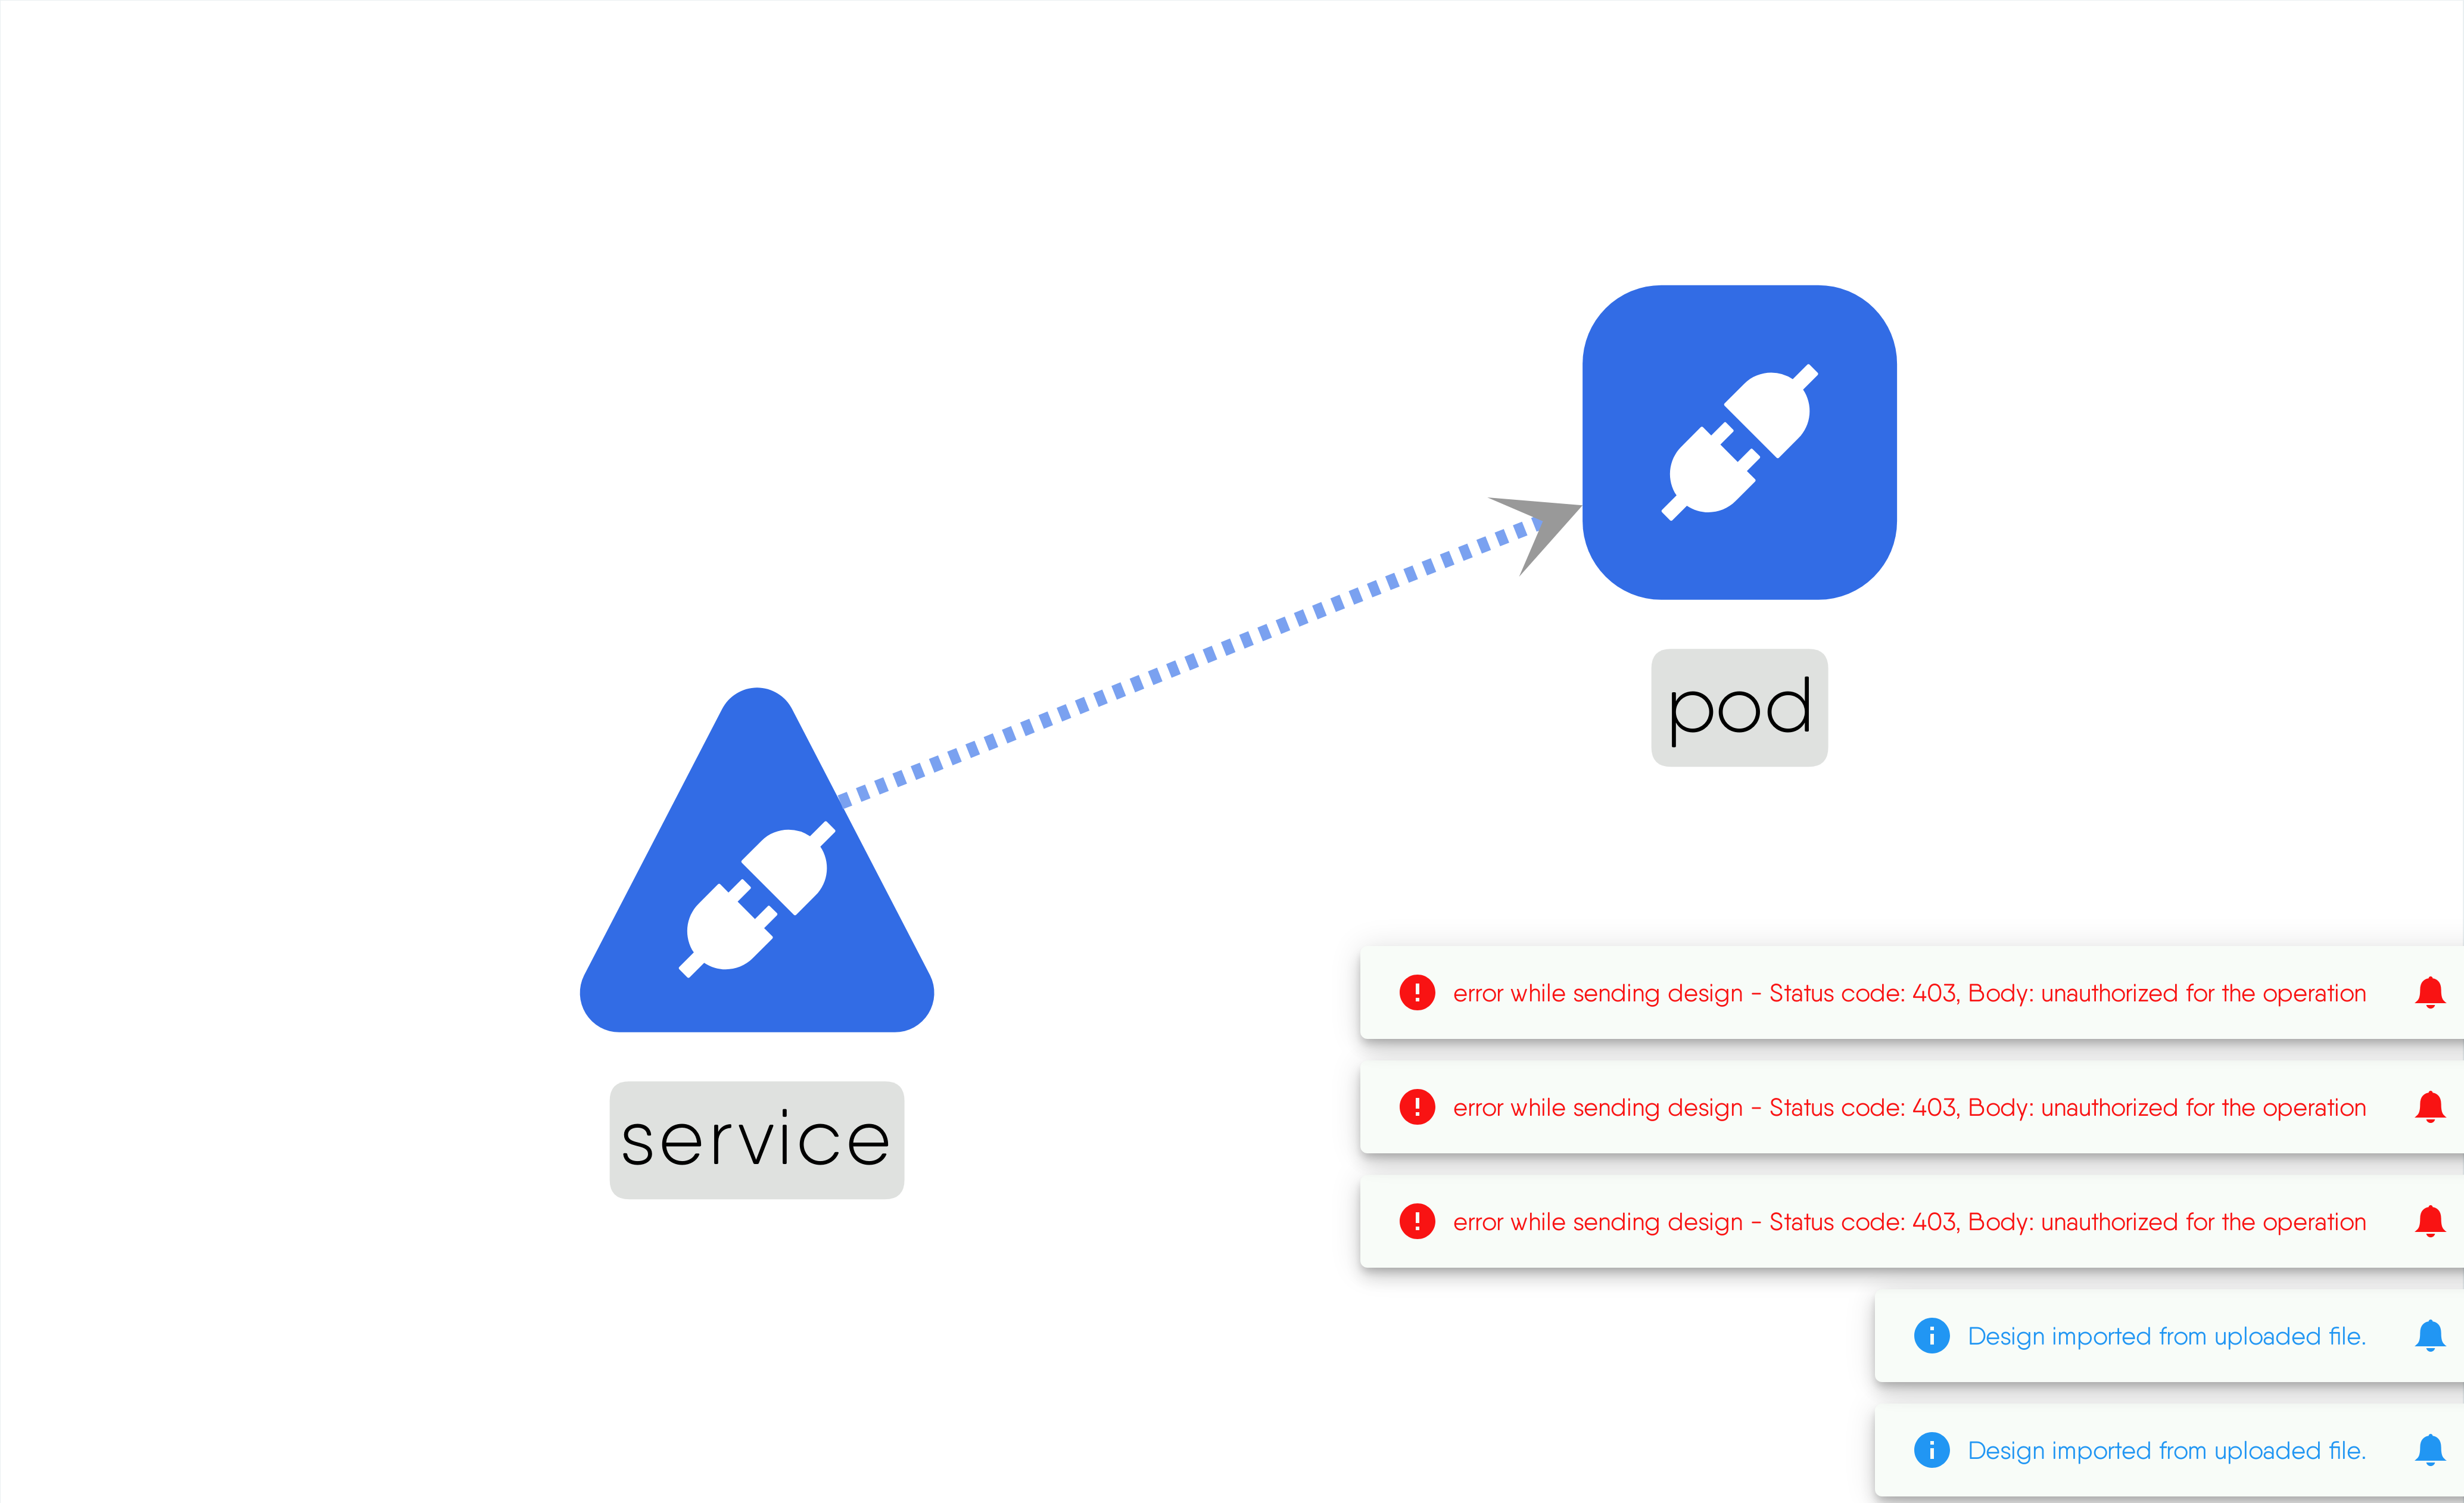 pod
service
error while sending design - Status code: 403, Body: unauthorized for the operation
error while sending design - Status code: 403, Body: unauthorized for the operation
error while sending design - Status code: 403, Body: unauthorized for the operation
Design imported from uploaded file.
Design imported from uploaded file.